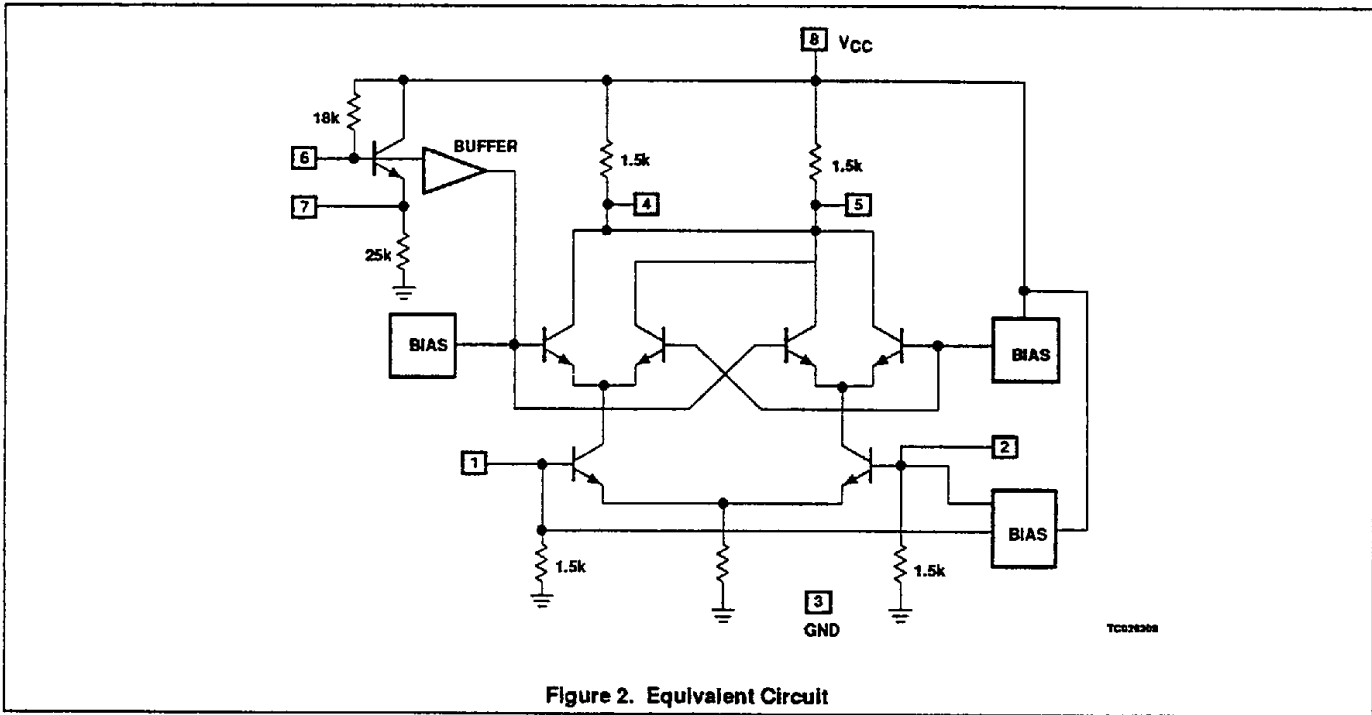 8 VCC
18k
6
BUFFER
1.5k
1.5k
7
4
5
25k
BIAS
BIAS
1
2
BIAS
1.5k
1.5k
3
GND
Figure 2. Equivalent Circuit